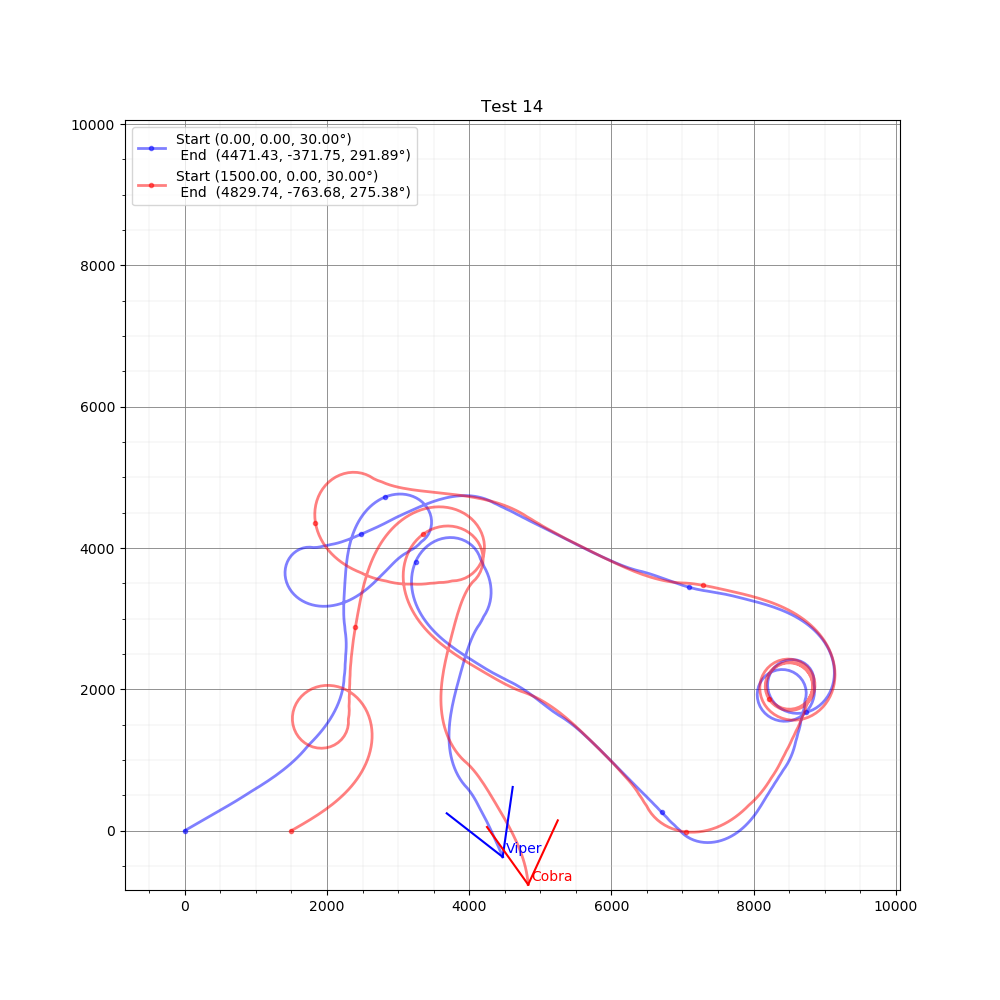 Test 14
Start (0.00, 0.00, 30.00°)
End  (4471.43, -371.75, 291.89°)
Start (1500.00, 0.00, 30.00°)
End  (4829.74, -763.68, 275.38°)
10000
8000
6000
4000
2000
0
Viper
Cobra
0 2000 4000 6000 8000 10000